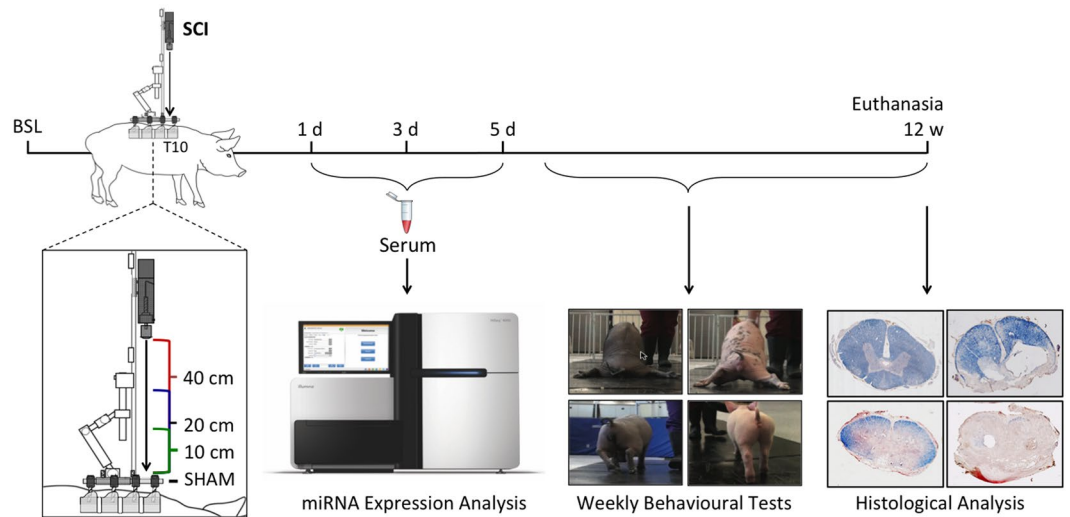 SCI
Euthanasia
BSL
1 d
3 d
5 d
12 w
T10
Serum
40 cm
20 cm
10 cm
SHAM
miRNA Expression Analysis
Weekly Behavioural Tests
Histological Analysis